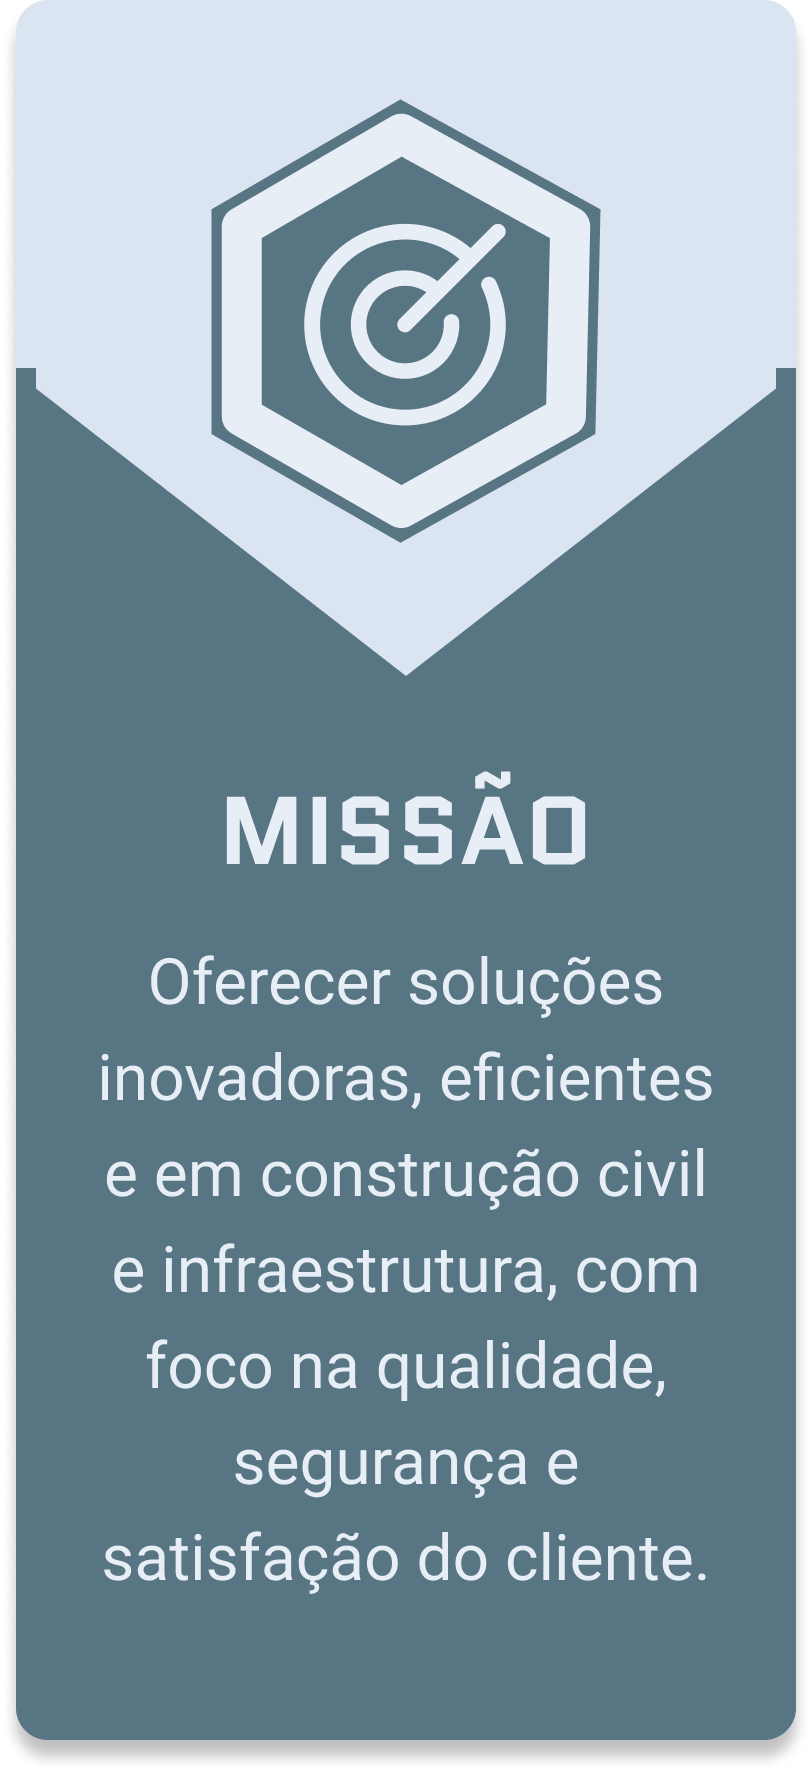 MISSÃO
Oferecer soluções
inovadoras, eficientes
e em construção civil
e infraestrutura, com
foco na qualidade,
segurança e
satisfação do cliente.